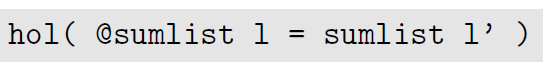 hol( @sumlist l = sumlist l’ )